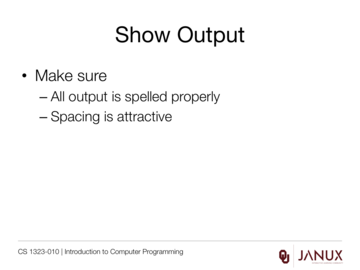 Show Output
• Make sure
– All output is spelled properly
– Spacing is attractive
CS 1323-010 | Introduction to Computer Programming
JANUX